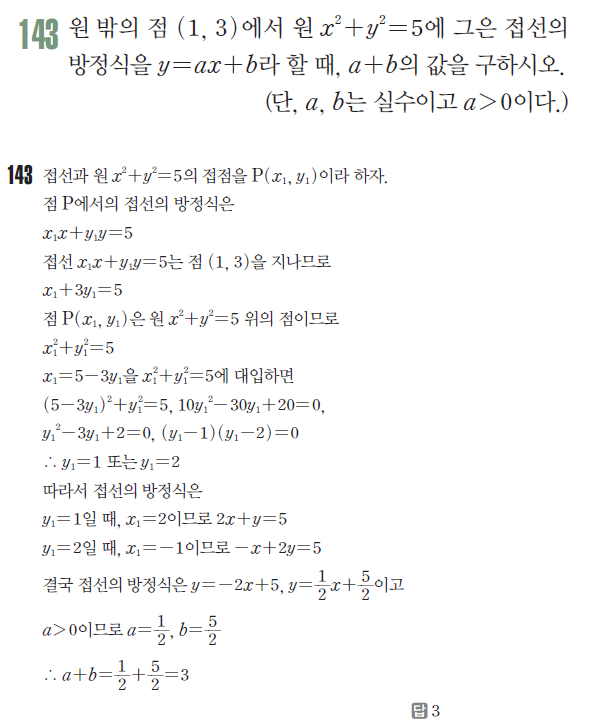 143 원 밖의 점 (1, 3)에서 원 x²+y²=5에 그은 접선의
방정식을 y=ax+b라 할 때, a+b의 값을 구하시오.
(단, a, b는 실수이고 a>0이다.)
143 접선과 원 x²+y²=5의 접점을 P(x₁, y₁)이라 하자.
점 P에서의 접선의 방정식은
x₁x+y₁y=5
접선 x₁x+y₁y=5는 점 (1, 3)을 지나므로
x₁+3y₁=5
점 P(x₁, y₁)은 원 x²+y²=5 위의 점이므로
x₁²+y₁²=5
x₁=5-3y₁을 x₁²+y₁²=5에 대입하면
(5-3y₁)²+y₁²=5, 10y₁²-30y₁+20=0,
y₁²-3y₁+2=0, (y₁-1)(y₁-2)=0
∴ y₁=1 또는 y₁=2
따라서 접선의 방정식은
y₁=1일 때, x₁=2이므로 2x+y=5
y₁=2일 때, x₁=-1이므로 -x+2y=5
결국 접선의 방정식은 y=-2x+5, y=1/2x+5/2이고
a>0이므로 a=1/2, b=5/2
∴ a+b=1/2+5/2=3
답 3